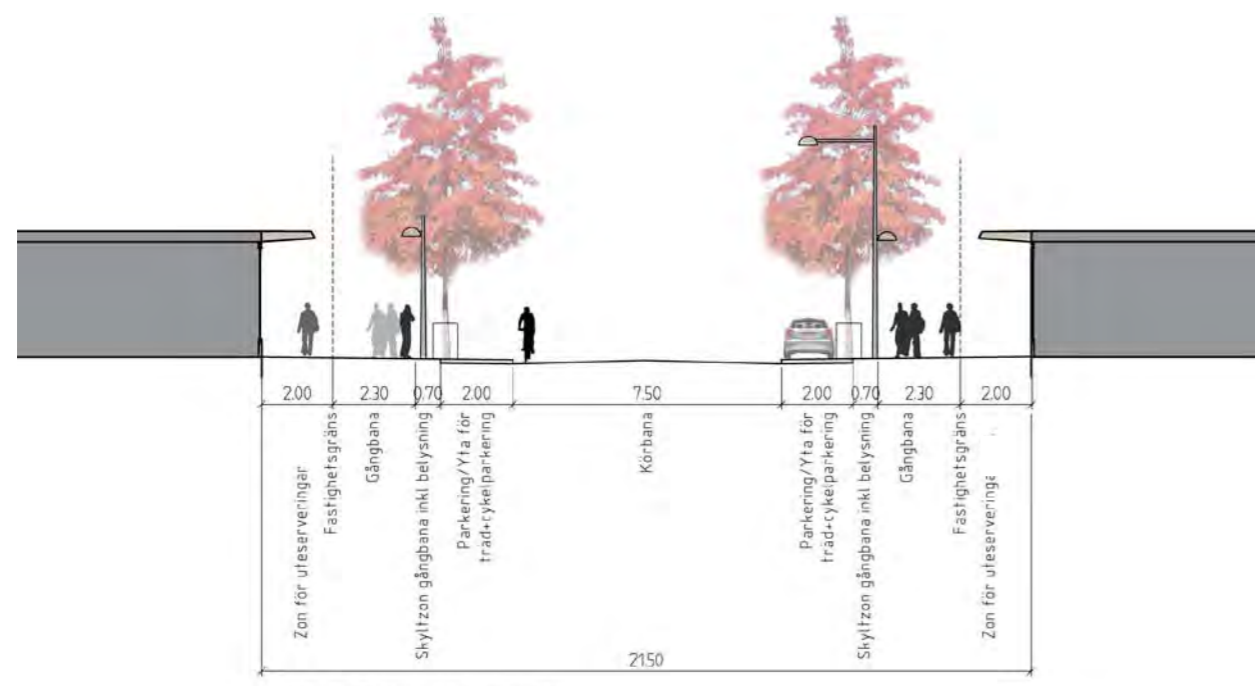 2.00
2.30
0.70
2.00
7.50
2.00
0.70
2.30
2.00
Zon för uteserveringar
Fastighetsgräns
Gångbana
Skyltzon gångbana inkl belysning
Parkering/Yta för
träd+cykelparkering
Körbana
Parkering/Yta för
träd+cykelparkering
Skyltzon gångbana inkl belysning
Gångbana
Fastighetsgräns
Zon för uteserveringa
21.50